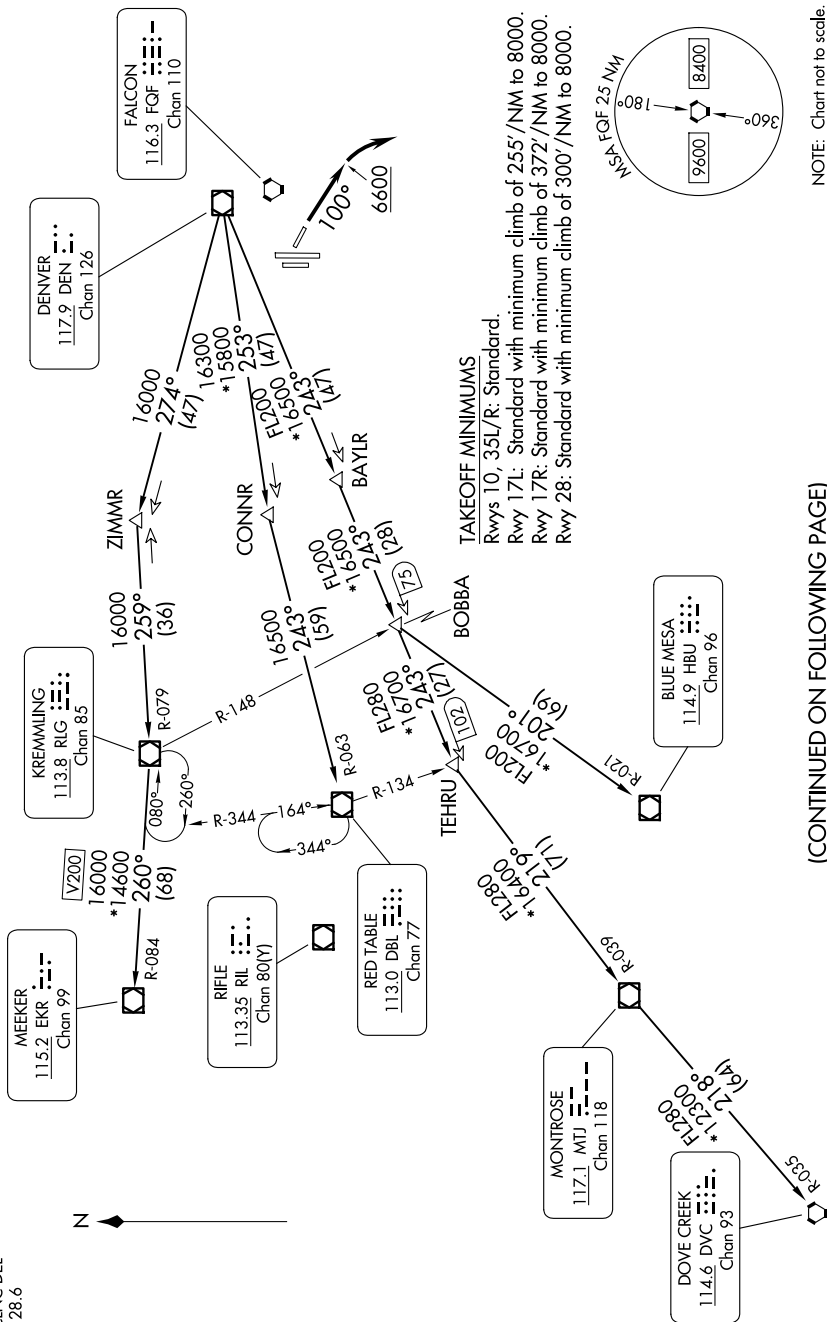 CLNC DEL
28.6
N
MEEKER
115.2 EKR
Chan 99
V200
16000
*14600
260°
(68)
R-084
KREMMLING
113.8 RLG
Chan 85
080°
260°
R-079
16000
259°
(36)
ZIMMR
16000
274°
(47)
DENVER
117.9 DEN
Chan 126
FALCON
116.3 FQF
Chan 110
100°
6600
16300
*15800
253°
(47)
CONNR
16500
243°
(59)
R-063
FL200
*16500
243°
(47)
BAYLR
FL200
*16500
243°
(28)
75
BOBBA
R-148
R-344
164°
344°
R-134
RIFLE
113.35 RIL
Chan 80(Y)
RED TABLE
113.0 DBL
Chan 77
FL280
*16700
243°
(27)
102
TEHRU
FL200
*16700
201°
(69)
R-021
BLUE MESA
114.9 HBU
Chan 96
FL280
*16400
219°
(71)
R-039
MONTROSE
117.1 MTJ
Chan 118
FL280
*12300
218°
(64)
R-035
DOVE CREEK
114.6 DVC
Chan 93
TAKEOFF MINIMUMS
Rwys 10, 35L/R: Standard.
Rwy 17L: Standard with minimum climb of 255'/NM to 8000.
Rwy 17R: Standard with minimum climb of 372'/NM to 8000.
Rwy 28: Standard with minimum climb of 300'/NM to 8000.
MSA FQF 25 NM
180°
360°
9600
8400
NOTE: Chart not to scale.
(CONTINUED ON FOLLOWING PAGE)